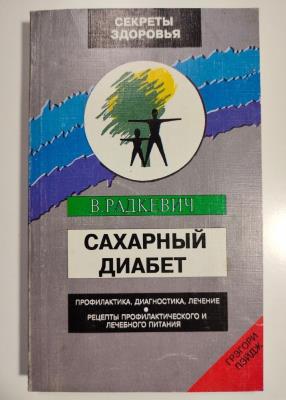 СЕКРЕТЫ
ЗДОРОВЬЯ
В.РАДКЕВИЧ
САХАРНЫЙ
ДИАБЕТ
ПРОФИЛАКТИКА, ДИАГНОСТИКА, ЛЕЧЕНИЕ
•
РЕЦЕПТЫ ПРОФИЛАКТИЧЕСКОГО И
ЛЕЧЕБНОГО ПИТАНИЯ
ГРЭГОРИ
ПЭЙДЖ